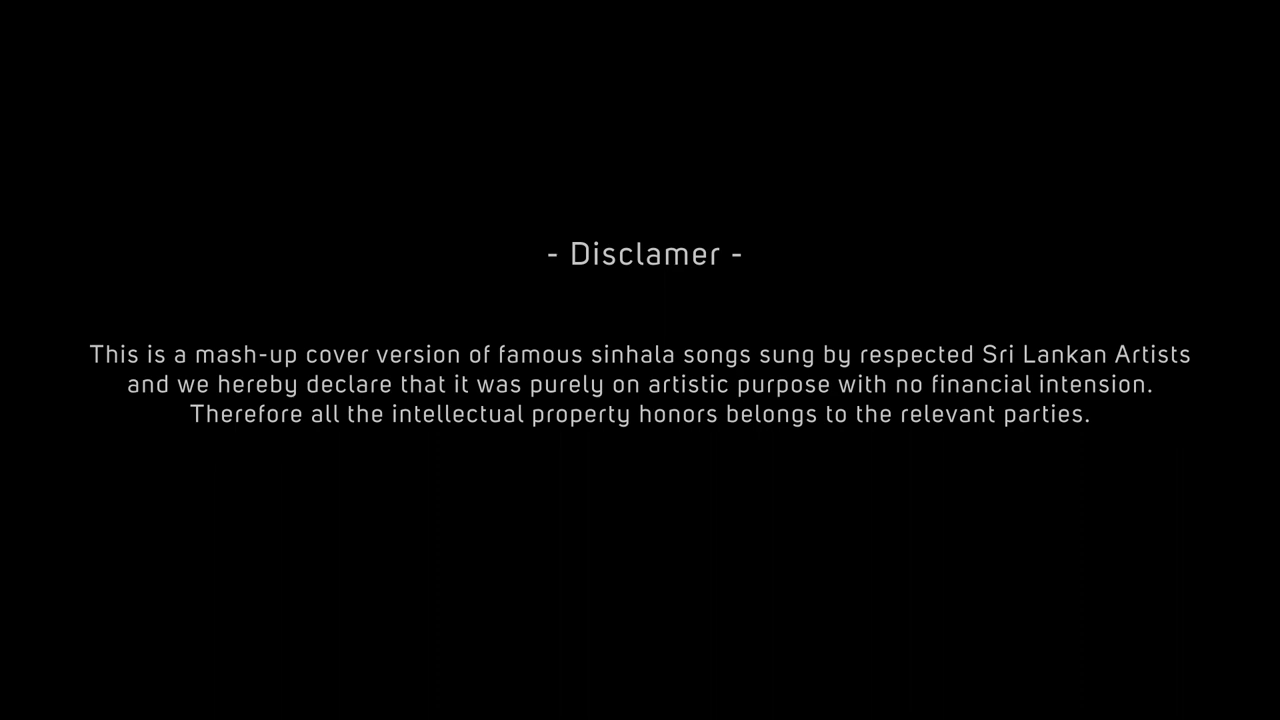 - Disclamer -
This is a mash-up cover version of famous sinhala songs sung by respected Sri Lankan Artists
and we hereby declare that it was purely on artistic purpose with no financial intension.
Therefore all the intellectual property honors belongs to the relevant parties.